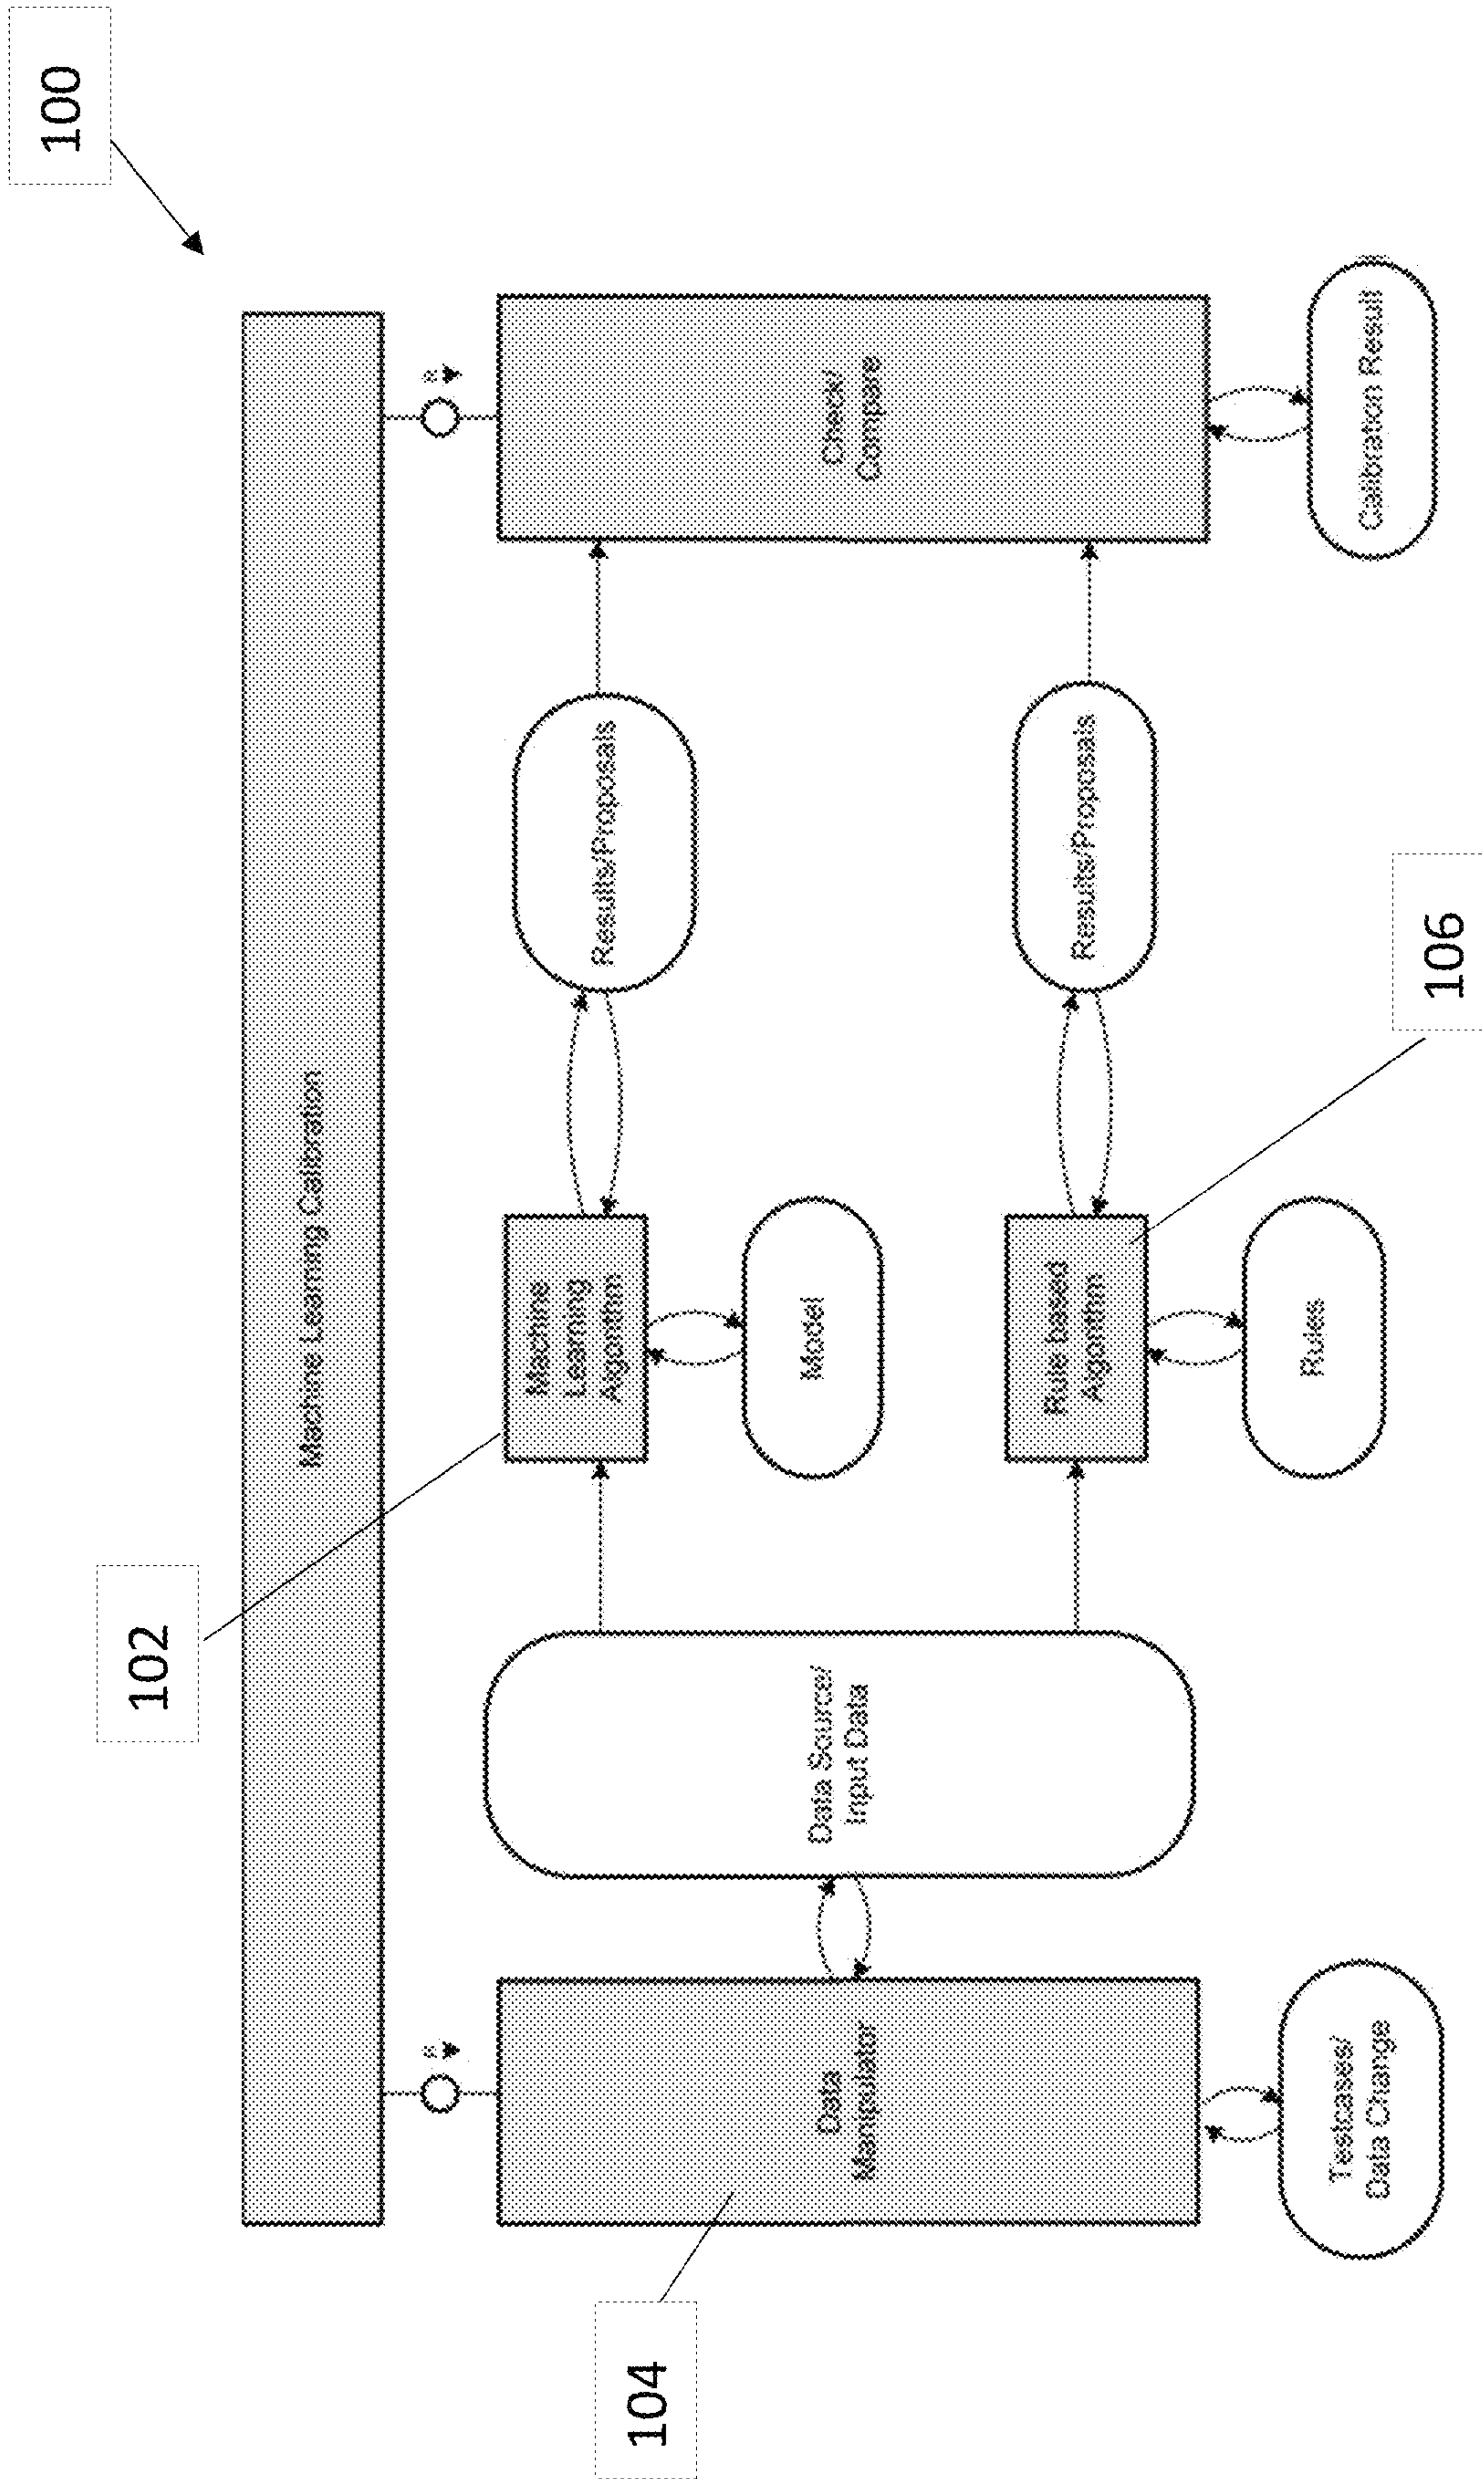 100
102
Machine Learning Calibration
R
R
104
Data
Manipulator
Data Source/
Input Data
Machine
Learning
Algorithm
Results/Proposals
Check/
Compare
Model
Rule based
Algorithm
Results/Proposals
106
Testcases/
Data Change
Rules
Calibration Result